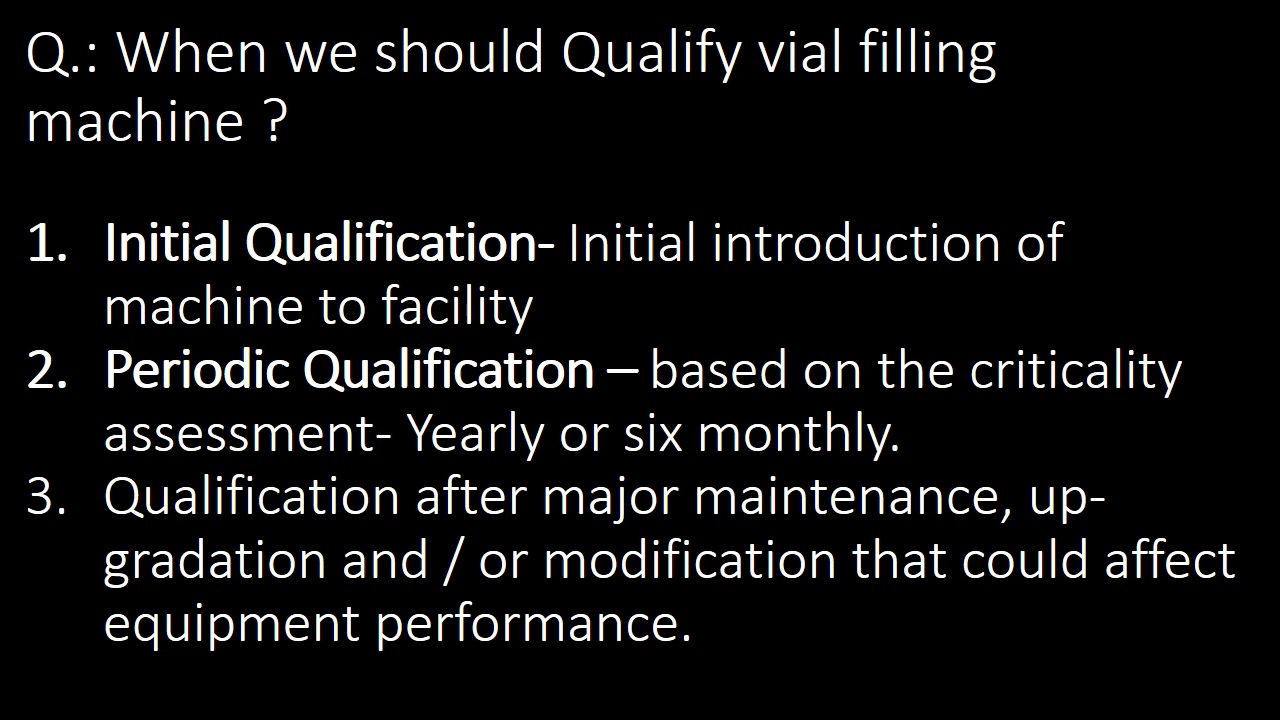 Q.: When we should Qualify vial filling
machine ?
1. Initial Qualification- Initial introduction of
machine to facility
2. Periodic Qualification – based on the criticality
assessment- Yearly or six monthly.
3. Qualification after major maintenance, up-
gradation and / or modification that could affect
equipment performance.